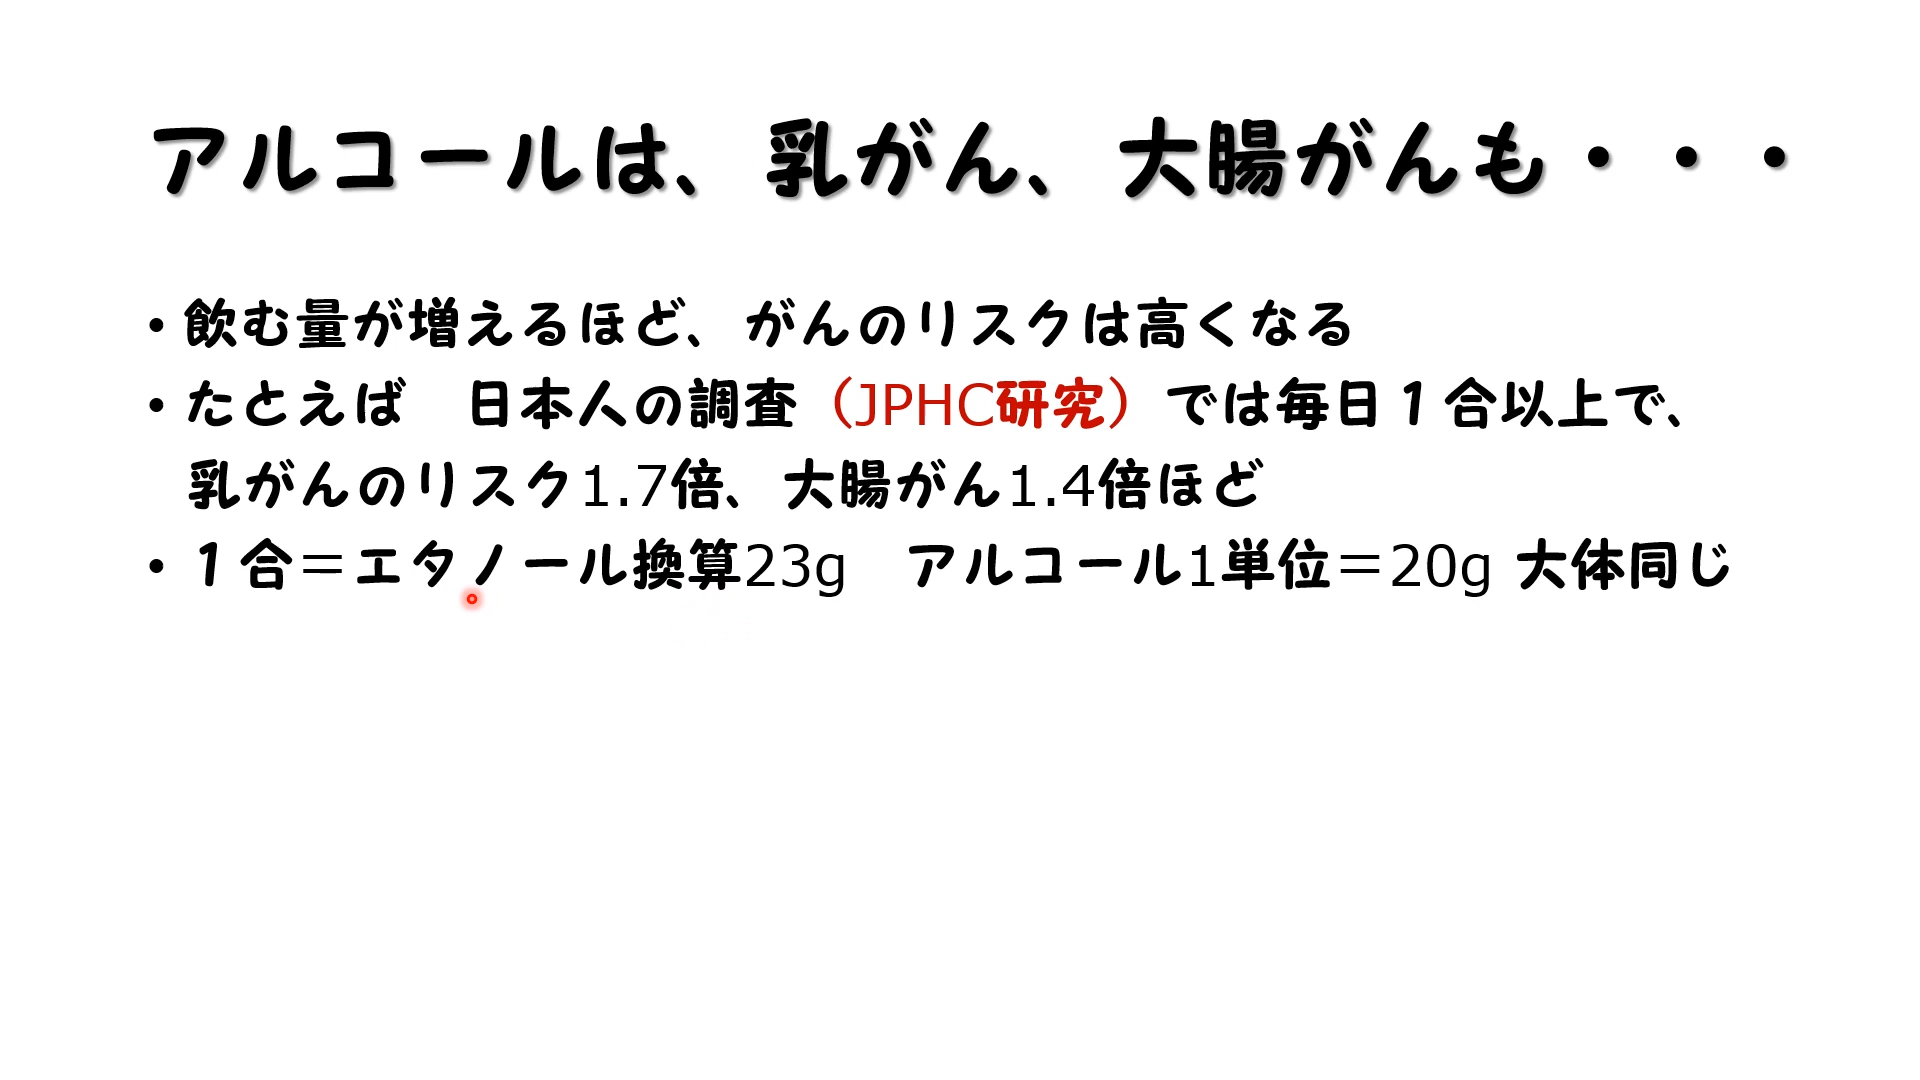 アルコールは、乳がん、大腸がんも・・・
・飲む量が増えるほど、がんのリスクは高くなる
・たとえば　日本人の調査（JPHC研究）では毎日１合以上で、
乳がんのリスク1.7倍、大腸がん1.4倍ほど
・１合＝エタノール換算23g　アルコール1単位＝20g 大体同じ